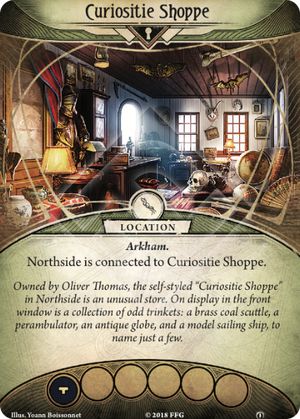 Curiositie Shoppe
LOCATION
Arkham.
Northside is connected to Curiositie Shoppe.
Owned by Oliver Thomas, the self-styled "Curiositie Shoppe"
in Northside is an unusual store. On display in the front
window is a collection of odd trinkets: a brass coal scuttle, a
perambulator, an antique globe, and a model sailing ship, to
name just a few.
Illus. Yoann Boissonnet
© 2018 FFG